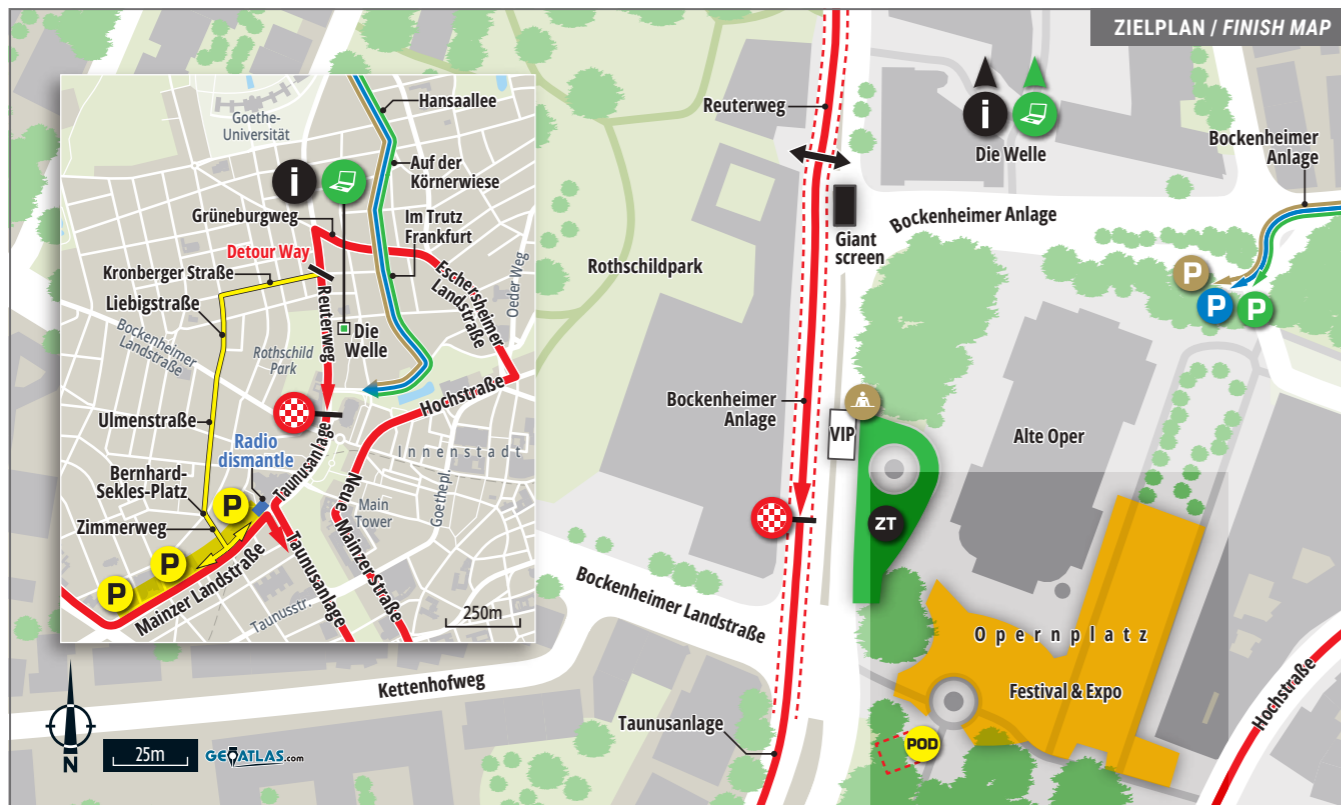 ZIELPLAN / FINISH MAP
Hansaallee
Goethe-
Universität
Auf der
Körnerwiese
i
Grüneburgweg
Im Trutz
Frankfurt
Detour Way
Kronberger Straße
Eschersheimer
Landstraße
Oeder Weg
Liebigstraße
Reuterweg
Die
Welle
Bockenheimer
Landstraße
Rothschild
Park
Hochstraße
Ulmenstraße
Radio
dismantle
Taunusanlage
Innenstadt
Bernhard-
Sekles-Platz
P
Zimmerweg
Main
Tower
Goethepl.
Neue Mainzer Straße
P
P
Mainzer Landstraße
Taunusanlage
Taunusstr.
250m
Reuterweg
i
Die Welle
Bockenheimer
Anlage
Bockenheimer Anlage
Giant
screen
Rothschildpark
P
P
P
Bockenheimer
Anlage
VIP
Alte Oper
ZT
Bockenheimer Landstraße
Opernplatz
Festival & Expo
Kettenhofweg
Taunusanlage
POD
Hochstraße
N
25m
GEOATLAS.com